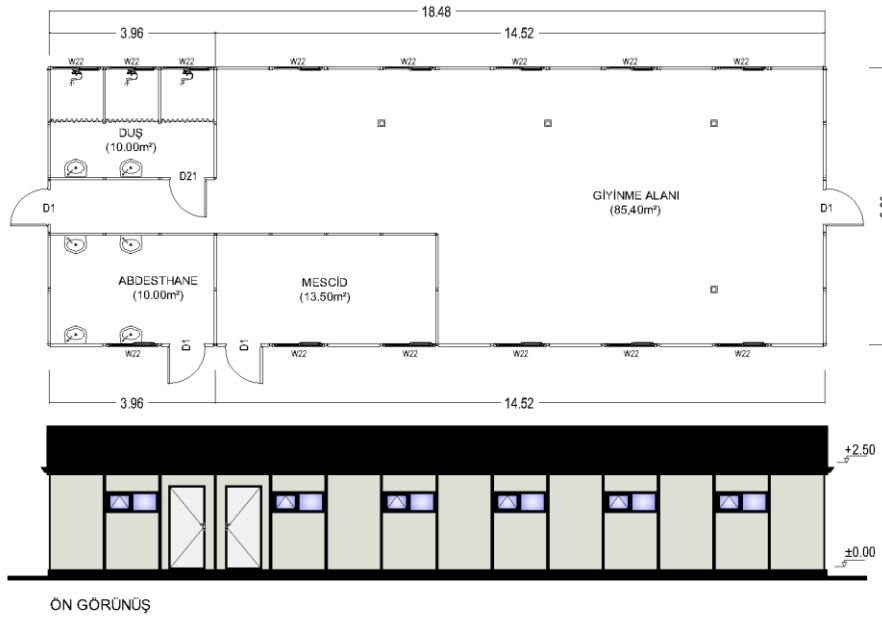 18.48
3.96 14.52
W22 W22 W22 W22 W22 W22 W22 W22
DUŞ
(10.00m²)
D21
GİYİNME ALANI
(85,40m²)
D1 D1
ABDESTHANE
(10.00m²)
MESCİD
(13.50m²)
D1 D1
W22 W22 W22 W22 W22 W22
3.96 14.52
+2.50
±0.00
ÖN GÖRÜNÜŞ